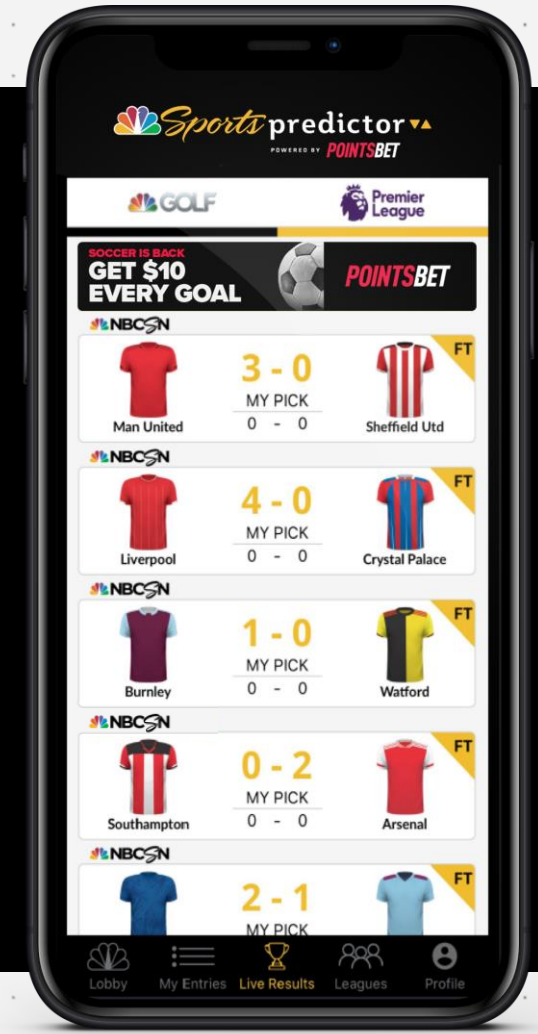 Sports predictor
POWERED BY POINTSBET
GOLF
Premier League
SOCCER IS BACK
GET $10
EVERY GOAL
POINTSBET
NBCSN
FT
3 - 0
MY PICK
0 - 0
Man United
Sheffield Utd
NBCSN
FT
4 - 0
MY PICK
0 - 0
Liverpool
Crystal Palace
NBCSN
FT
1 - 0
MY PICK
0 - 0
Burnley
Watford
NBCSN
FT
0 - 2
MY PICK
0 - 0
Southampton
Arsenal
NBCSN
FT
2 - 1
MY PICK
Lobby
My Entries
Live Results
Leagues
Profile